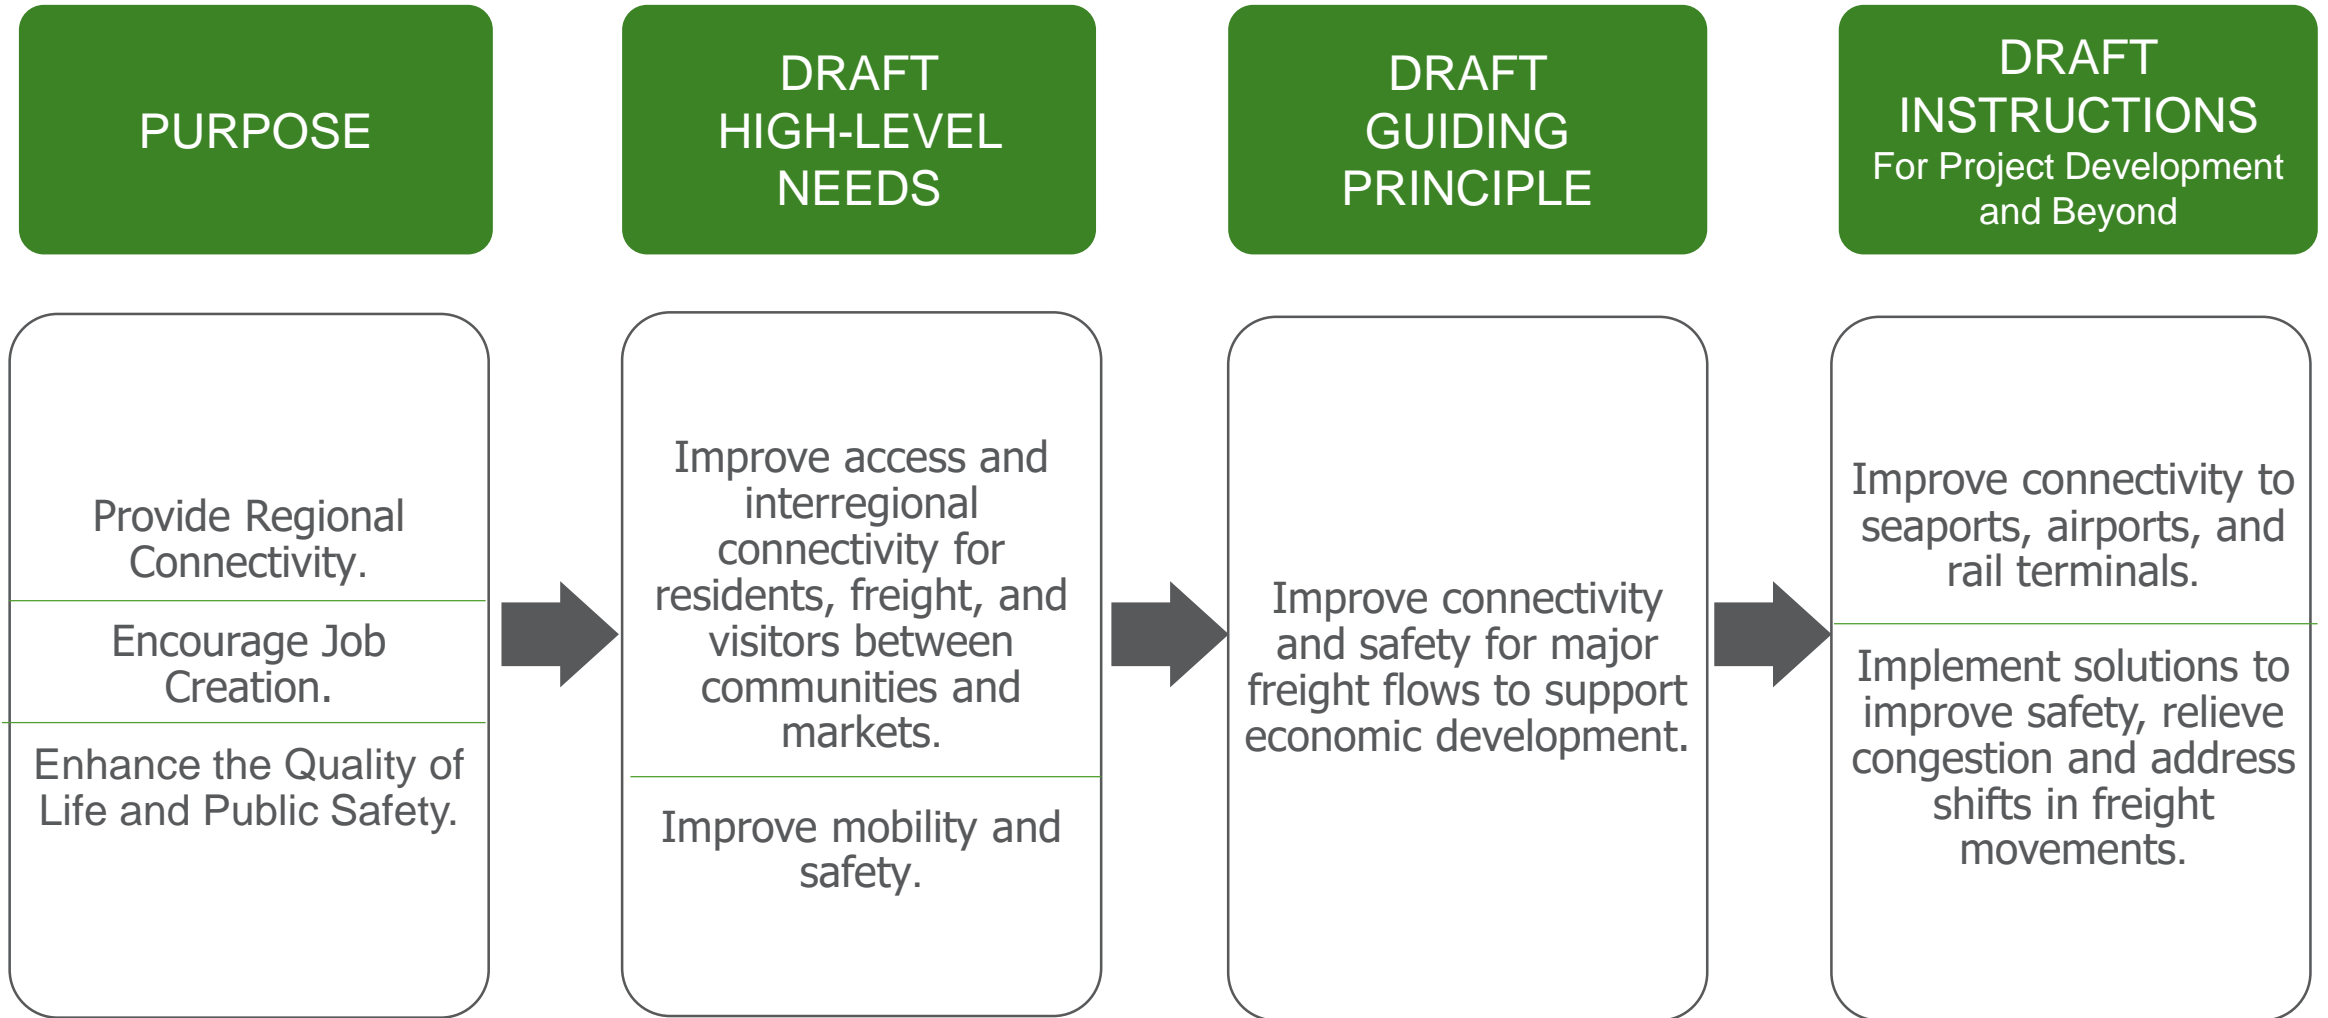 PURPOSE
DRAFT
HIGH-LEVEL
NEEDS
DRAFT
GUIDING
PRINCIPLE
DRAFT
INSTRUCTIONS
For Project Development
and Beyond
Provide Regional
Connectivity.
Encourage Job
Creation.
Enhance the Quality of
Life and Public Safety.
Improve access and
interregional
connectivity for
residents, freight, and
visitors between
communities and
markets.
Improve mobility and
safety.
Improve connectivity
and safety for major
freight flows to support
economic development.
Improve connectivity to
seaports, airports, and
rail terminals.
Implement solutions to
improve safety, relieve
congestion and address
shifts in freight
movements.